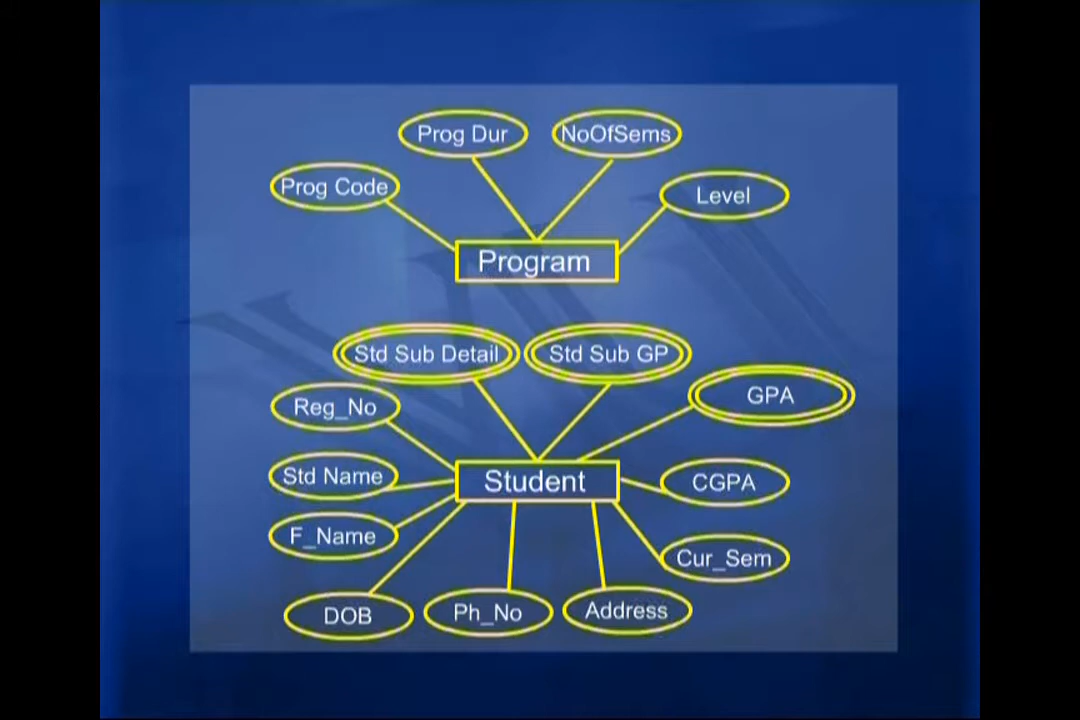 Prog Dur
NoOfSems
Prog Code
Level
Program
Std Sub Detail
Std Sub GP
GPA
Reg_No
Std Name
Student
CGPA
F_Name
Cur_Sem
DOB
Ph_No
Address